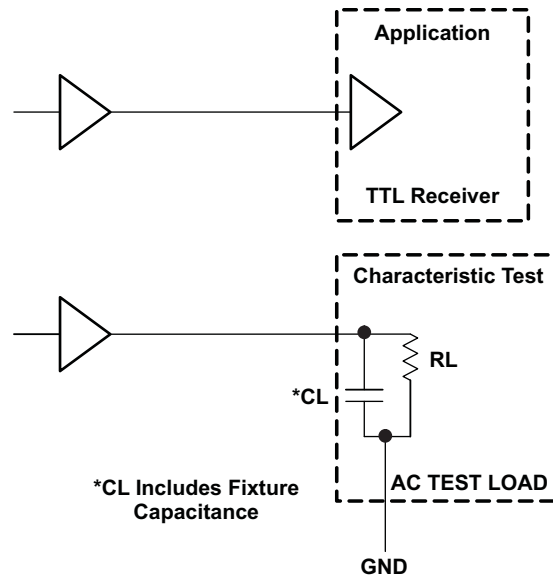 Application
TTL Receiver
Characteristic Test
RL
*CL
*CL Includes Fixture
Capacitance
AC TEST LOAD
GND